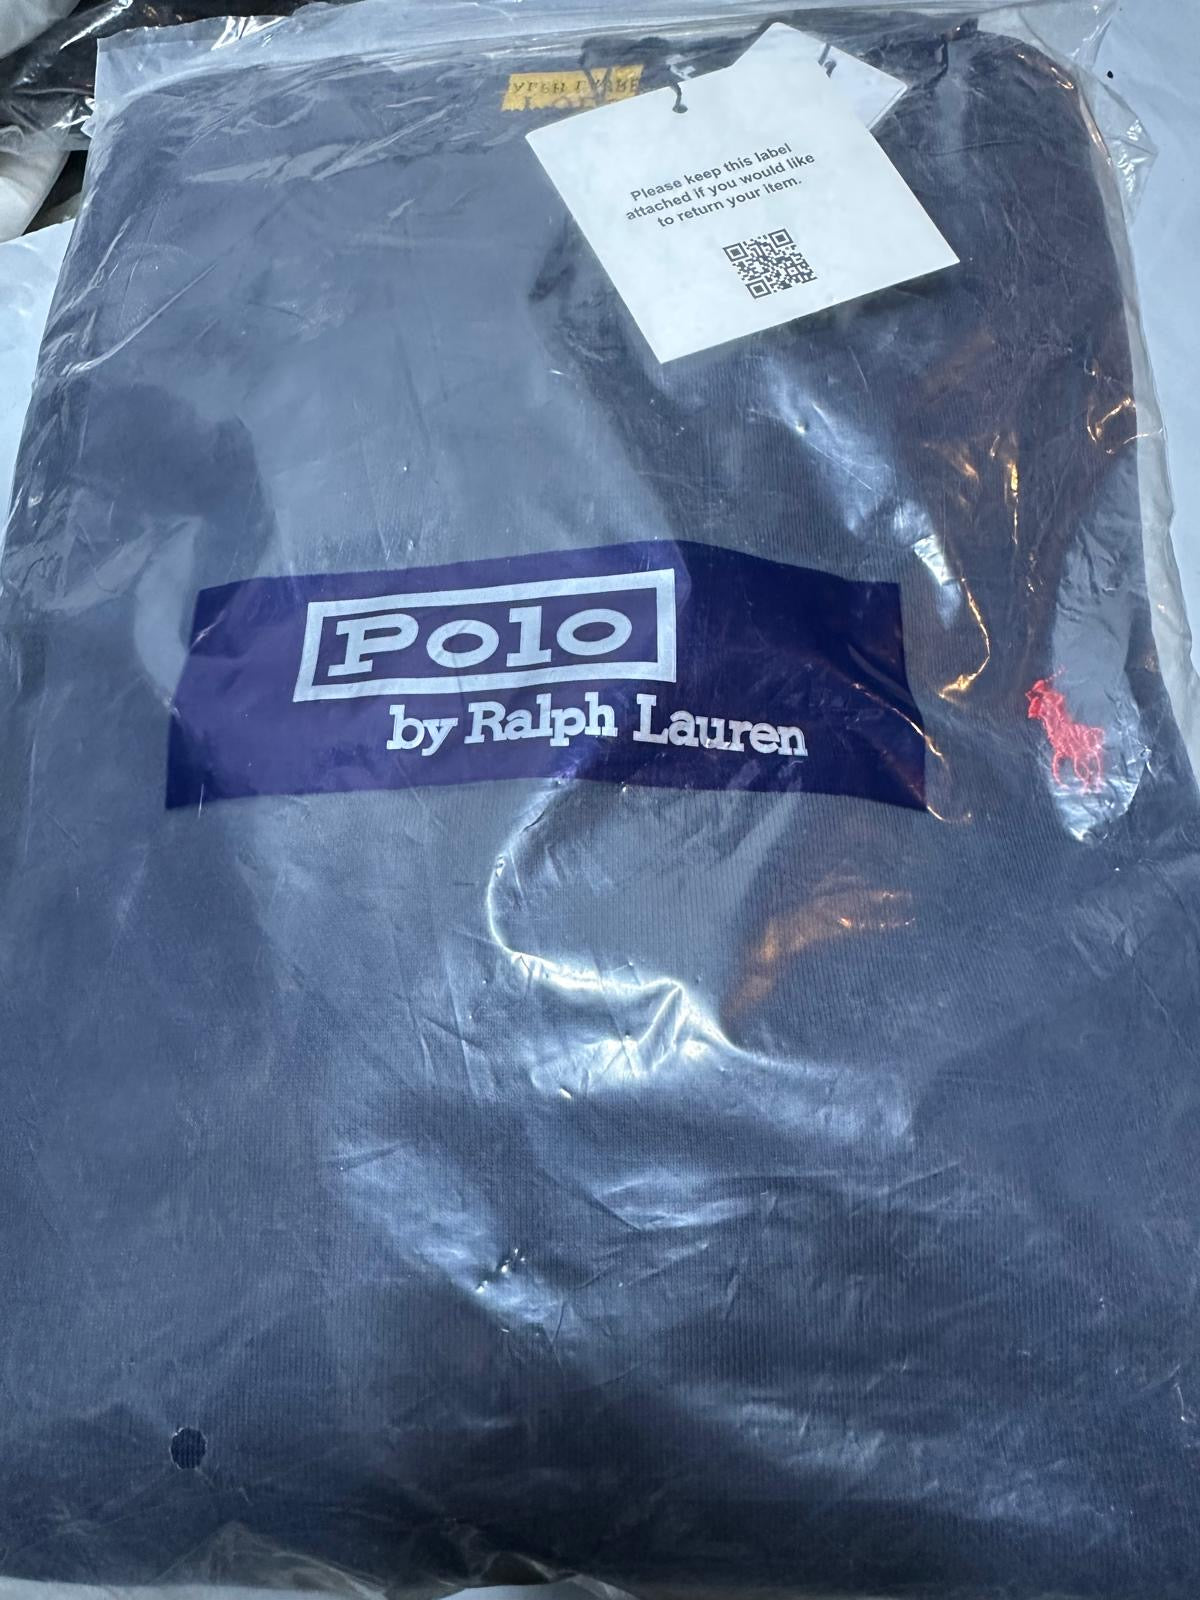 Please keep this label
attached if you would like
to return your item.
Polo
by Ralph Lauren